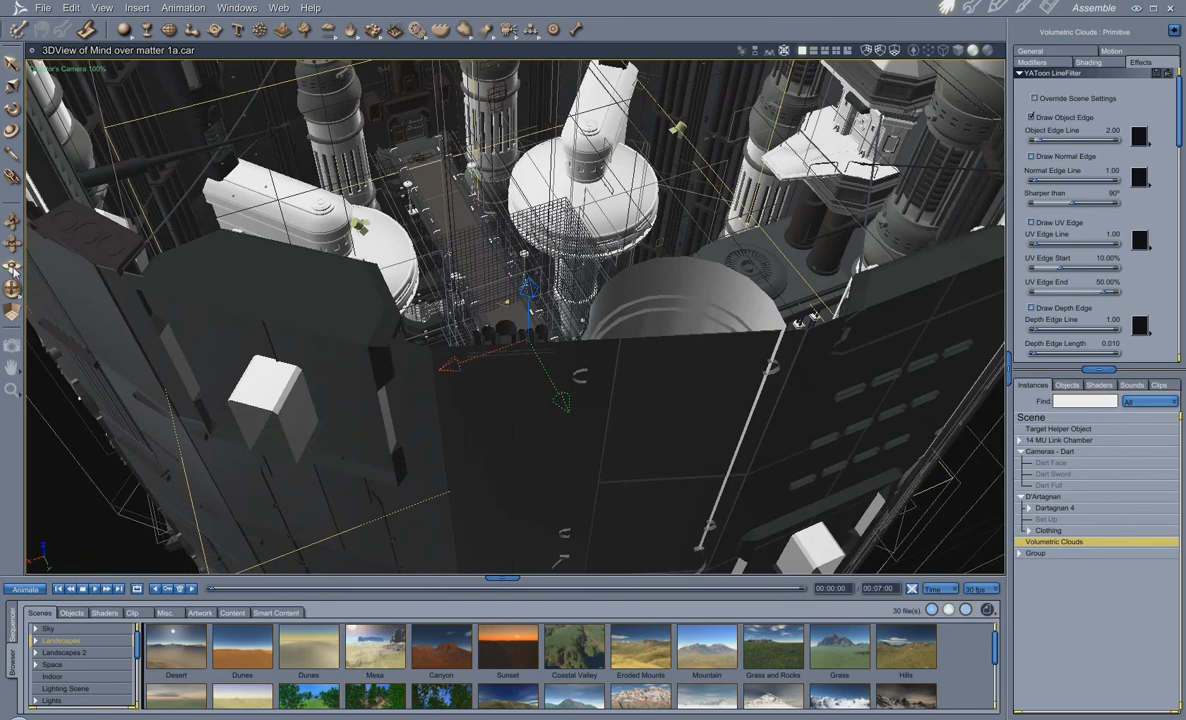 File Edit View Insert Animation Windows Web Help
Assemble
3DView of Mind over matter 1a.car
Camera 100%
Volumetric Clouds : Primitive
General Motion
Modifiers Shading Effects
YAToon LineFilter
Override Scene Settings
Draw Object Edge
Object Edge Line 2.00
Draw Normal Edge
Normal Edge Line 1.00
Sharper than 90°
Draw UV Edge
UV Edge Line 1.00
UV Edge Start 10.00%
UV Edge End 50.00%
Draw Depth Edge
Depth Edge Line 1.00
Depth Edge Length 0.010
Instances Objects Shaders Sounds Clips
Find: All
Scene
Target Helper Object
14 MU Link Chamber
Cameras - Dart
Dart Face
Dart Sword
Dart Full
D'Artagnan
Dartagnan 4
Set Up
Clothing
Volumetric Clouds
Group
Animate 00:00:00 / 00:07:00 Time 30 fps
Sequencer
Browser
Scenes Objects Shaders Clip Misc. Artwork Content Smart Content 30 file(s).
Sky
Landscapes
Landscapes 2
Space
Indoor
Lighting Scene
Lights
Desert Dunes Dunes Mesa Canyon Sunset Coastal Valley Eroded Mounts Mountain Grass and Rocks Grass Hills